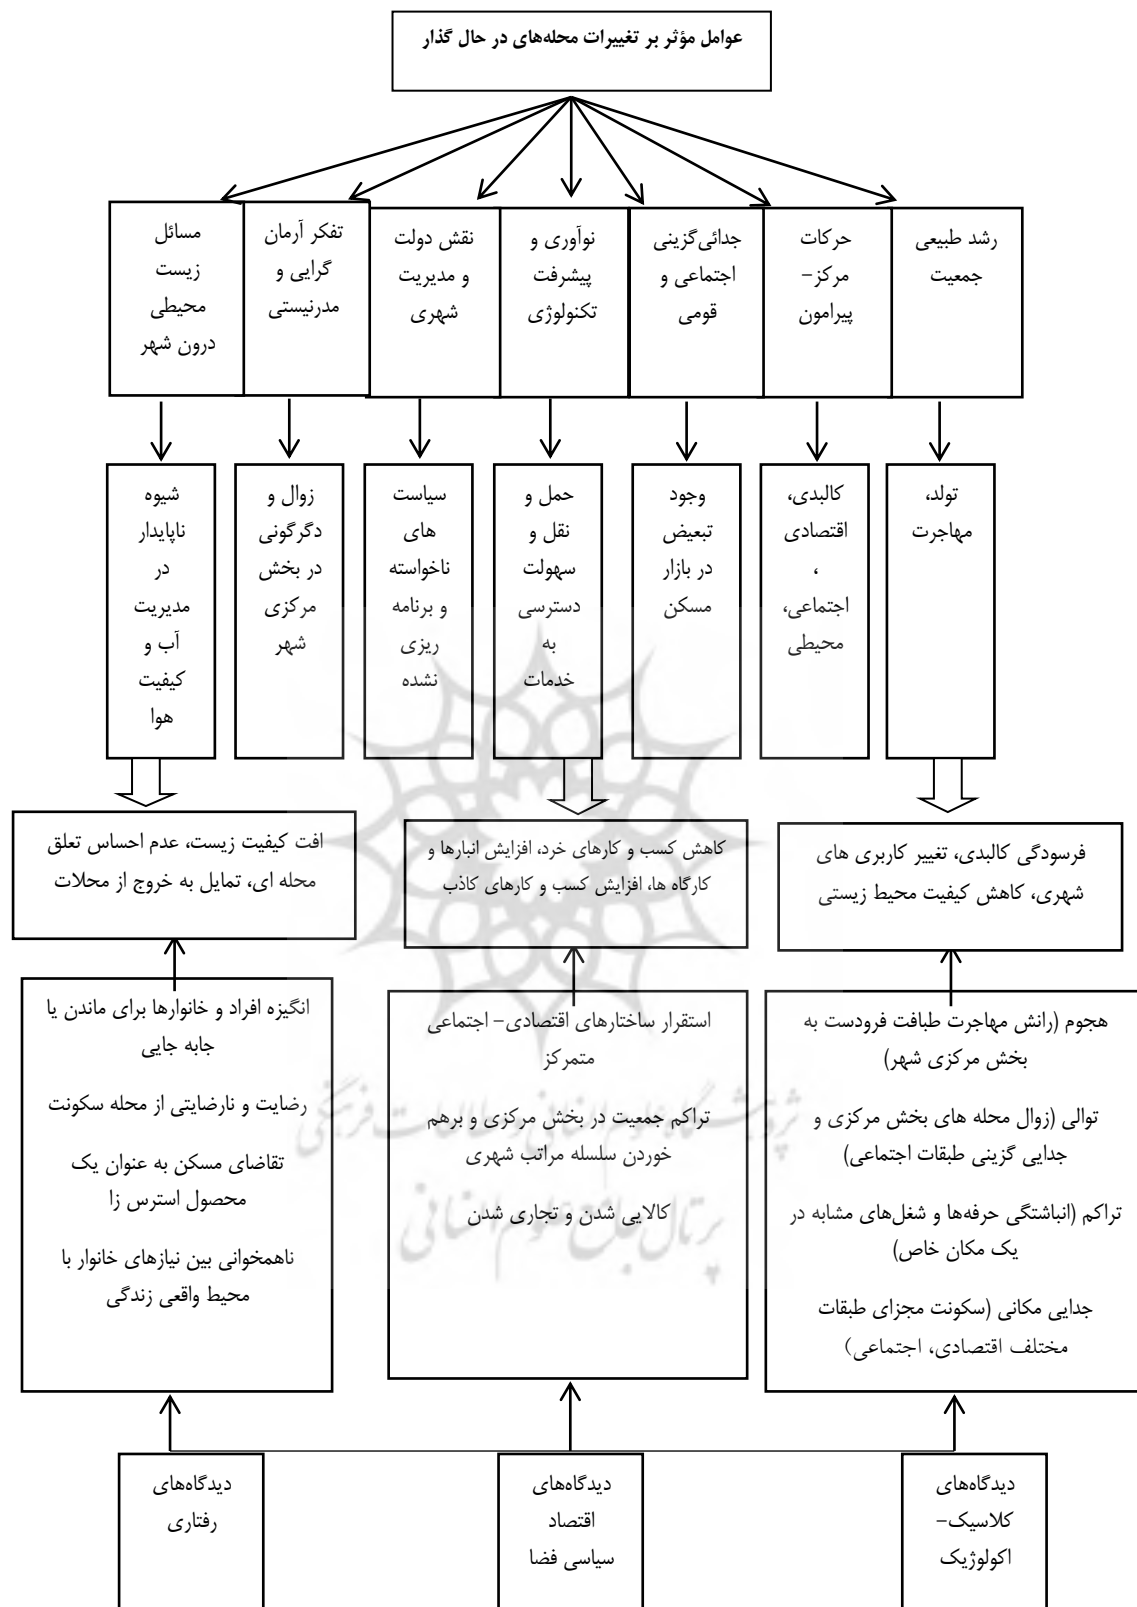 عوامل مؤثر بر تغییرات محله‌های در حال گذار
رشد طبیعی
جمعیت
حرکات
مرکز–
پیرامون
جدائی‌گزینی
اجتماعی و
قومی
نوآوری و
پیشرفت
تکنولوژی
نقش دولت
و مدیریت
شهری
تفکر آرمان
گرایی و
مدرنیستی
مسائل
زیست
محیطی
درون شهر
تولد،
مهاجرت
کالبدی،
اقتصادی
،
اجتماعی،
محیطی
وجود
تبعیض
در بازار
مسکن
حمل و
نقل و
سهولت
دسترسی
به
خدمات
سیاست
های
ناخواسته
و برنامه
ریزی
نشده
زوال و
دگرگونی
در بخش
مرکزی
شهر
شیوه
ناپایدار
در
مدیریت
آب و
کیفیت
هوا
فرسودگی کالبدی، تغییر کاربری های
شهری، کاهش کیفیت محیط زیستی
کاهش کسب و کارهای خرد، افزایش انبارها و
کارگاه ها، افزایش کسب و کارهای کاذب
افت کیفیت زیست، عدم احساس تعلق
محله ای، تمایل به خروج از محلات
هجوم (رانش مهاجرت طبافت فرودست به
بخش مرکزی شهر)
توالی (زوال محله های بخش مرکزی و
جدایی گزینی طبقات اجتماعی)
تراکم (انباشتگی حرفه‌ها و شغل‌های مشابه در
یک مکان خاص)
جدایی مکانی (سکونت مجزای طبقات
مختلف اقتصادی، اجتماعی)
استقرار ساختارهای اقتصادی– اجتماعی
متمرکز
تراکم جمعیت در بخش مرکزی و برهم
خوردن سلسله مراتب شهری
کالایی شدن و تجاری شدن
انگیزه افراد و خانوارها برای ماندن یا
جابه جایی
رضایت و نارضایتی از محله سکونت
تقاضای مسکن به عنوان یک
محصول استرس زا
ناهمخوانی بین نیازهای خانوار با
محیط واقعی زندگی
پژوهشگاه علوم انسانی و مطالعات فرهنگی
پرتال جامع علوم انسانی
دیدگاه‌های
کلاسیک–
اکولوژیک
دیدگاه‌های
اقتصاد
سیاسی فضا
دیدگاه‌های
رفتاری